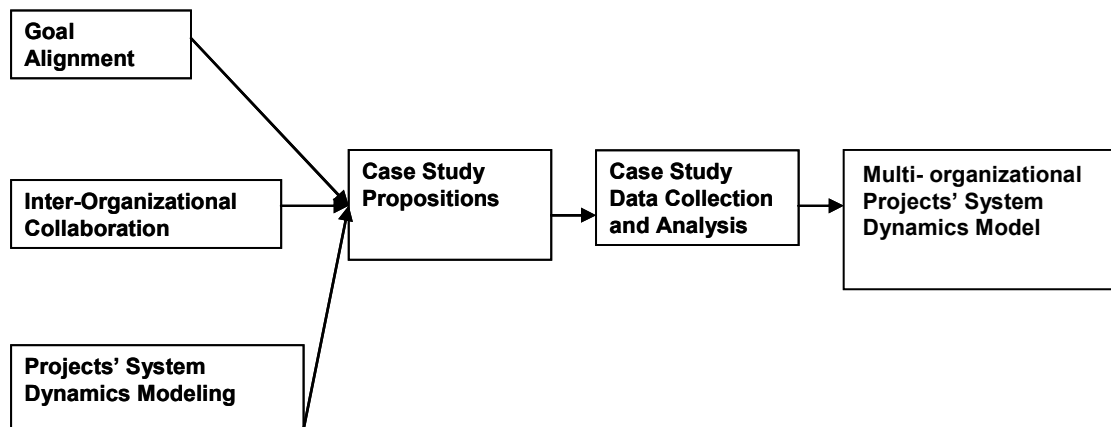 Goal
Alignment
Inter-Organizational
Collaboration
Projects’ System
Dynamics Modeling
Case Study
Propositions
Case Study
Data Collection
and Analysis
Multi- organizational
Projects’ System
Dynamics Model